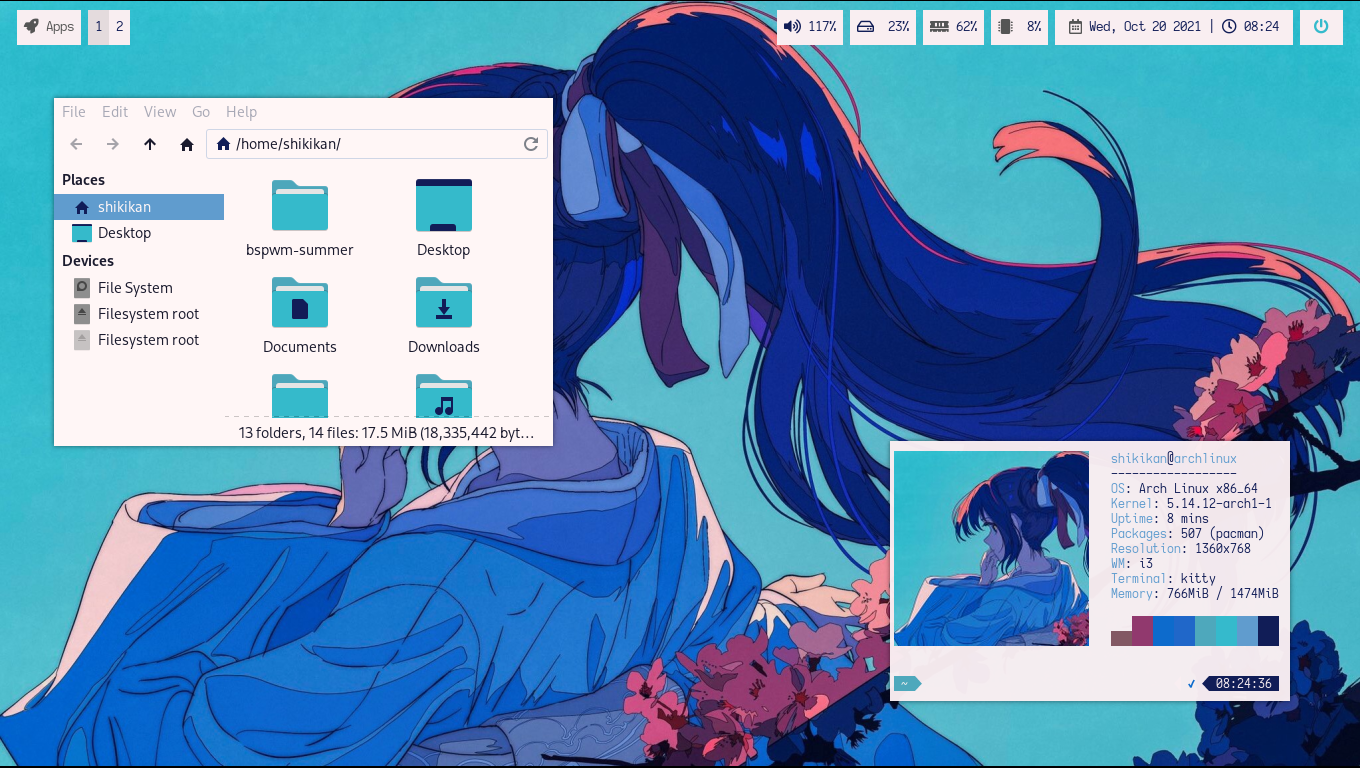 Apps
1 2
117%
23%
62%
8%
Wed, Oct 20 2021 | 08:24
File Edit View Go Help
/home/shikikan/
Places
shikikan
Desktop
Devices
File System
Filesystem root
Filesystem root
bspwm-summer
Desktop
Documents
Downloads
13 folders, 14 files: 17.5 MiB (18,335,442 byt…
shikikan@archlinux
------------------
OS: Arch Linux x86_64
Kernel: 5.14.12-arch1-1
Uptime: 8 mins
Packages: 507 (pacman)
Resolution: 1360x768
WM: i3
Terminal: kitty
Memory: 766MiB / 1474MiB
~
✓ 08:24:36